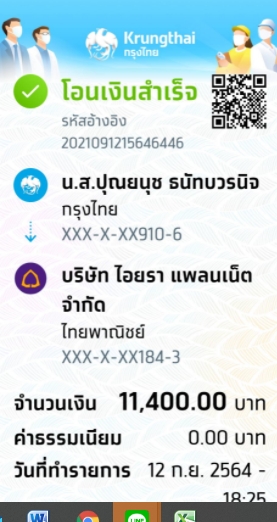 Krungthai
กรุงไทย
โอนเงินสำเร็จ
รหัสอ้างอิง
2021091215646446
น.ส.ปุณยนุช ธนัทบวรนิจ
กรุงไทย
XXX-X-XX910-6
บริษัท ไอยรา แพลนเน็ต
จำกัด
ไทยพาณิชย์
XXX-X-XX184-3
จำนวนเงิน 11,400.00 บาท
ค่าธรรมเนียม 0.00 บาท
วันที่ทำรายการ 12 ก.ย. 2564 -
18:25